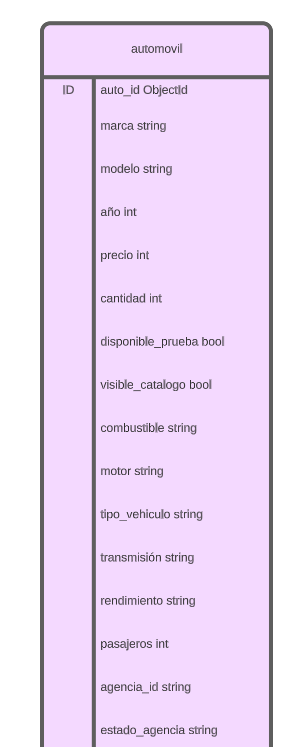 automovil
ID auto_id ObjectId
marca string
modelo string
año int
precio int
cantidad int
disponible_prueba bool
visible_catalogo bool
combustible string
motor string
tipo_vehiculo string
transmisión string
rendimiento string
pasajeros int
agencia_id string
estado_agencia string